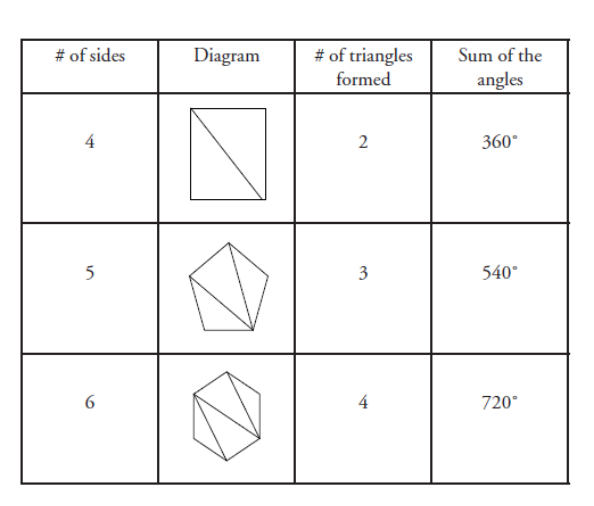 # of sides
Diagram
# of triangles
formed
Sum of the
angles
4
2
360°
5
3
540°
6
4
720°